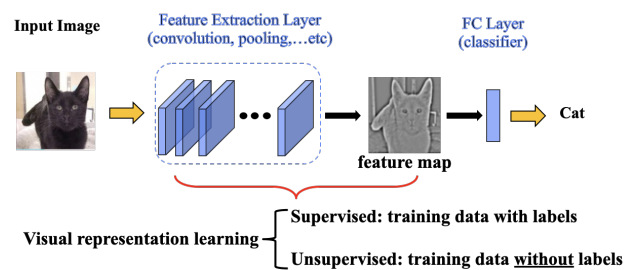 Input Image
Feature Extraction Layer
(convolution, pooling,...etc)
FC Layer
(classifier)
Cat
feature map
Visual representation learning
Supervised: training data with labels
Unsupervised: training data without labels